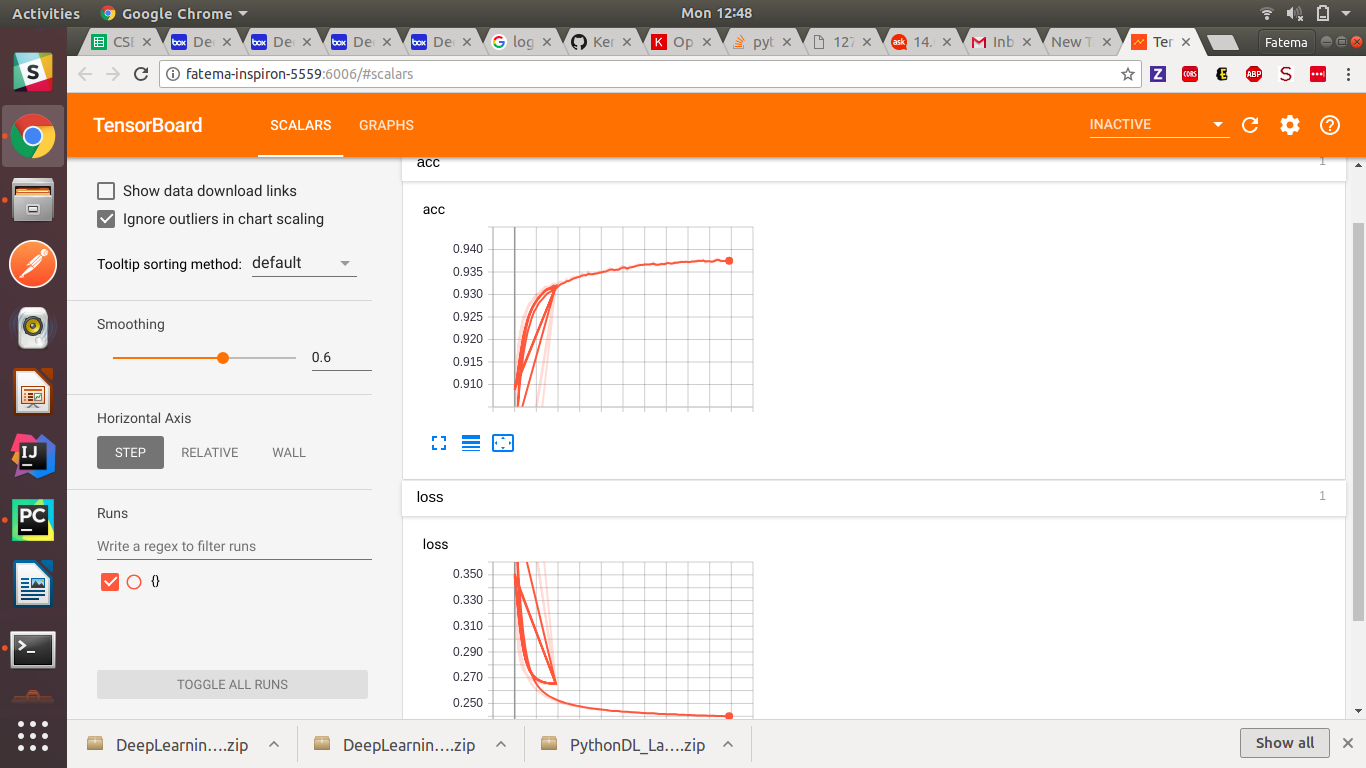 Activities Google Chrome Mon 12:48
CSE Dee Dee Dee Dee log Ker Op pyt 127 14. Inb New T Ter Fatema
fatema-inspiron-5559:6006/#scalars
TensorBoard SCALARS GRAPHS INACTIVE
acc 1
Show data download links
Ignore outliers in chart scaling
Tooltip sorting method: default
Smoothing
0.6
Horizontal Axis
STEP RELATIVE WALL
Runs
Write a regex to filter runs
{}
TOGGLE ALL RUNS
acc
0.940
0.935
0.930
0.925
0.920
0.915
0.910
loss 1
loss
0.350
0.330
0.310
0.290
0.270
0.250
DeepLearnin....zip DeepLearnin....zip PythonDL_La....zip Show all